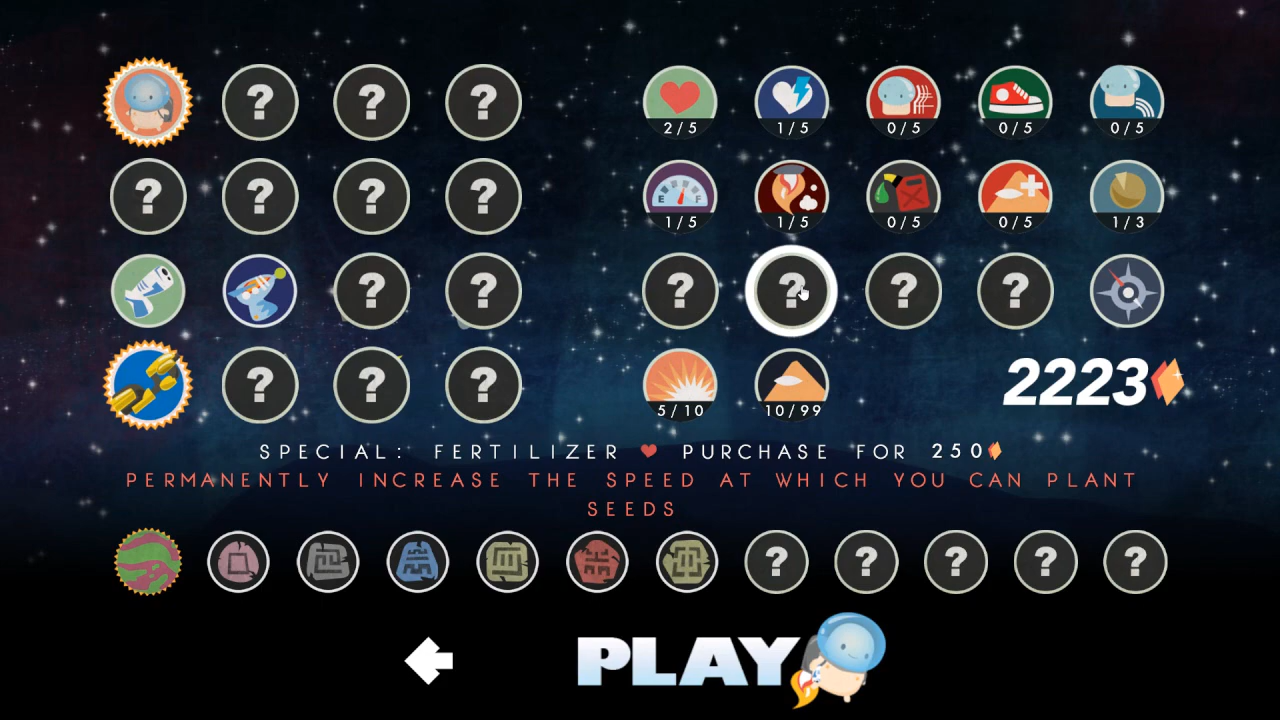 ? ? ?
2/5 1/5 0/5 0/5 0/5
? ? ? ?
E F
1/5 1/5 0/5 0/5 1/3
? ?
? ? ? ?
? ? ?
5/10 10/99
2223
SPECIAL: FERTILIZER ❤ PURCHASE FOR 250
PERMANENTLY INCREASE THE SPEED AT WHICH YOU CAN PLANT
SEEDS
? ? ? ? ?
PLAY